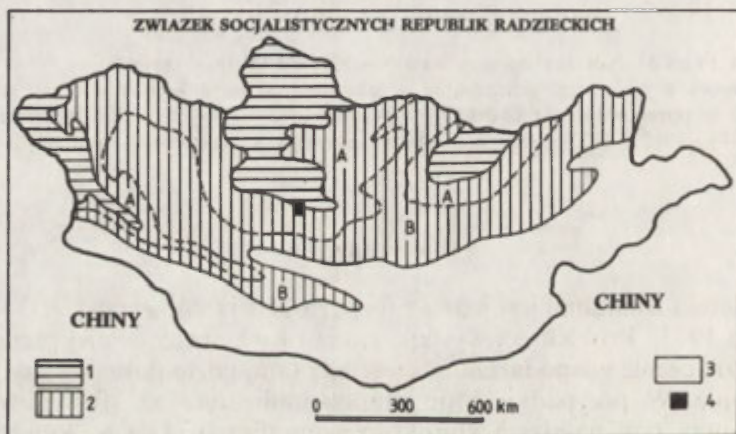 ZWIAZEK SOCJALISTYCZNYCH REPUBLIK RADZIECKICH
A
A
A
B
B
CHINY
CHINY
1
2
3
4
0 300 600 km